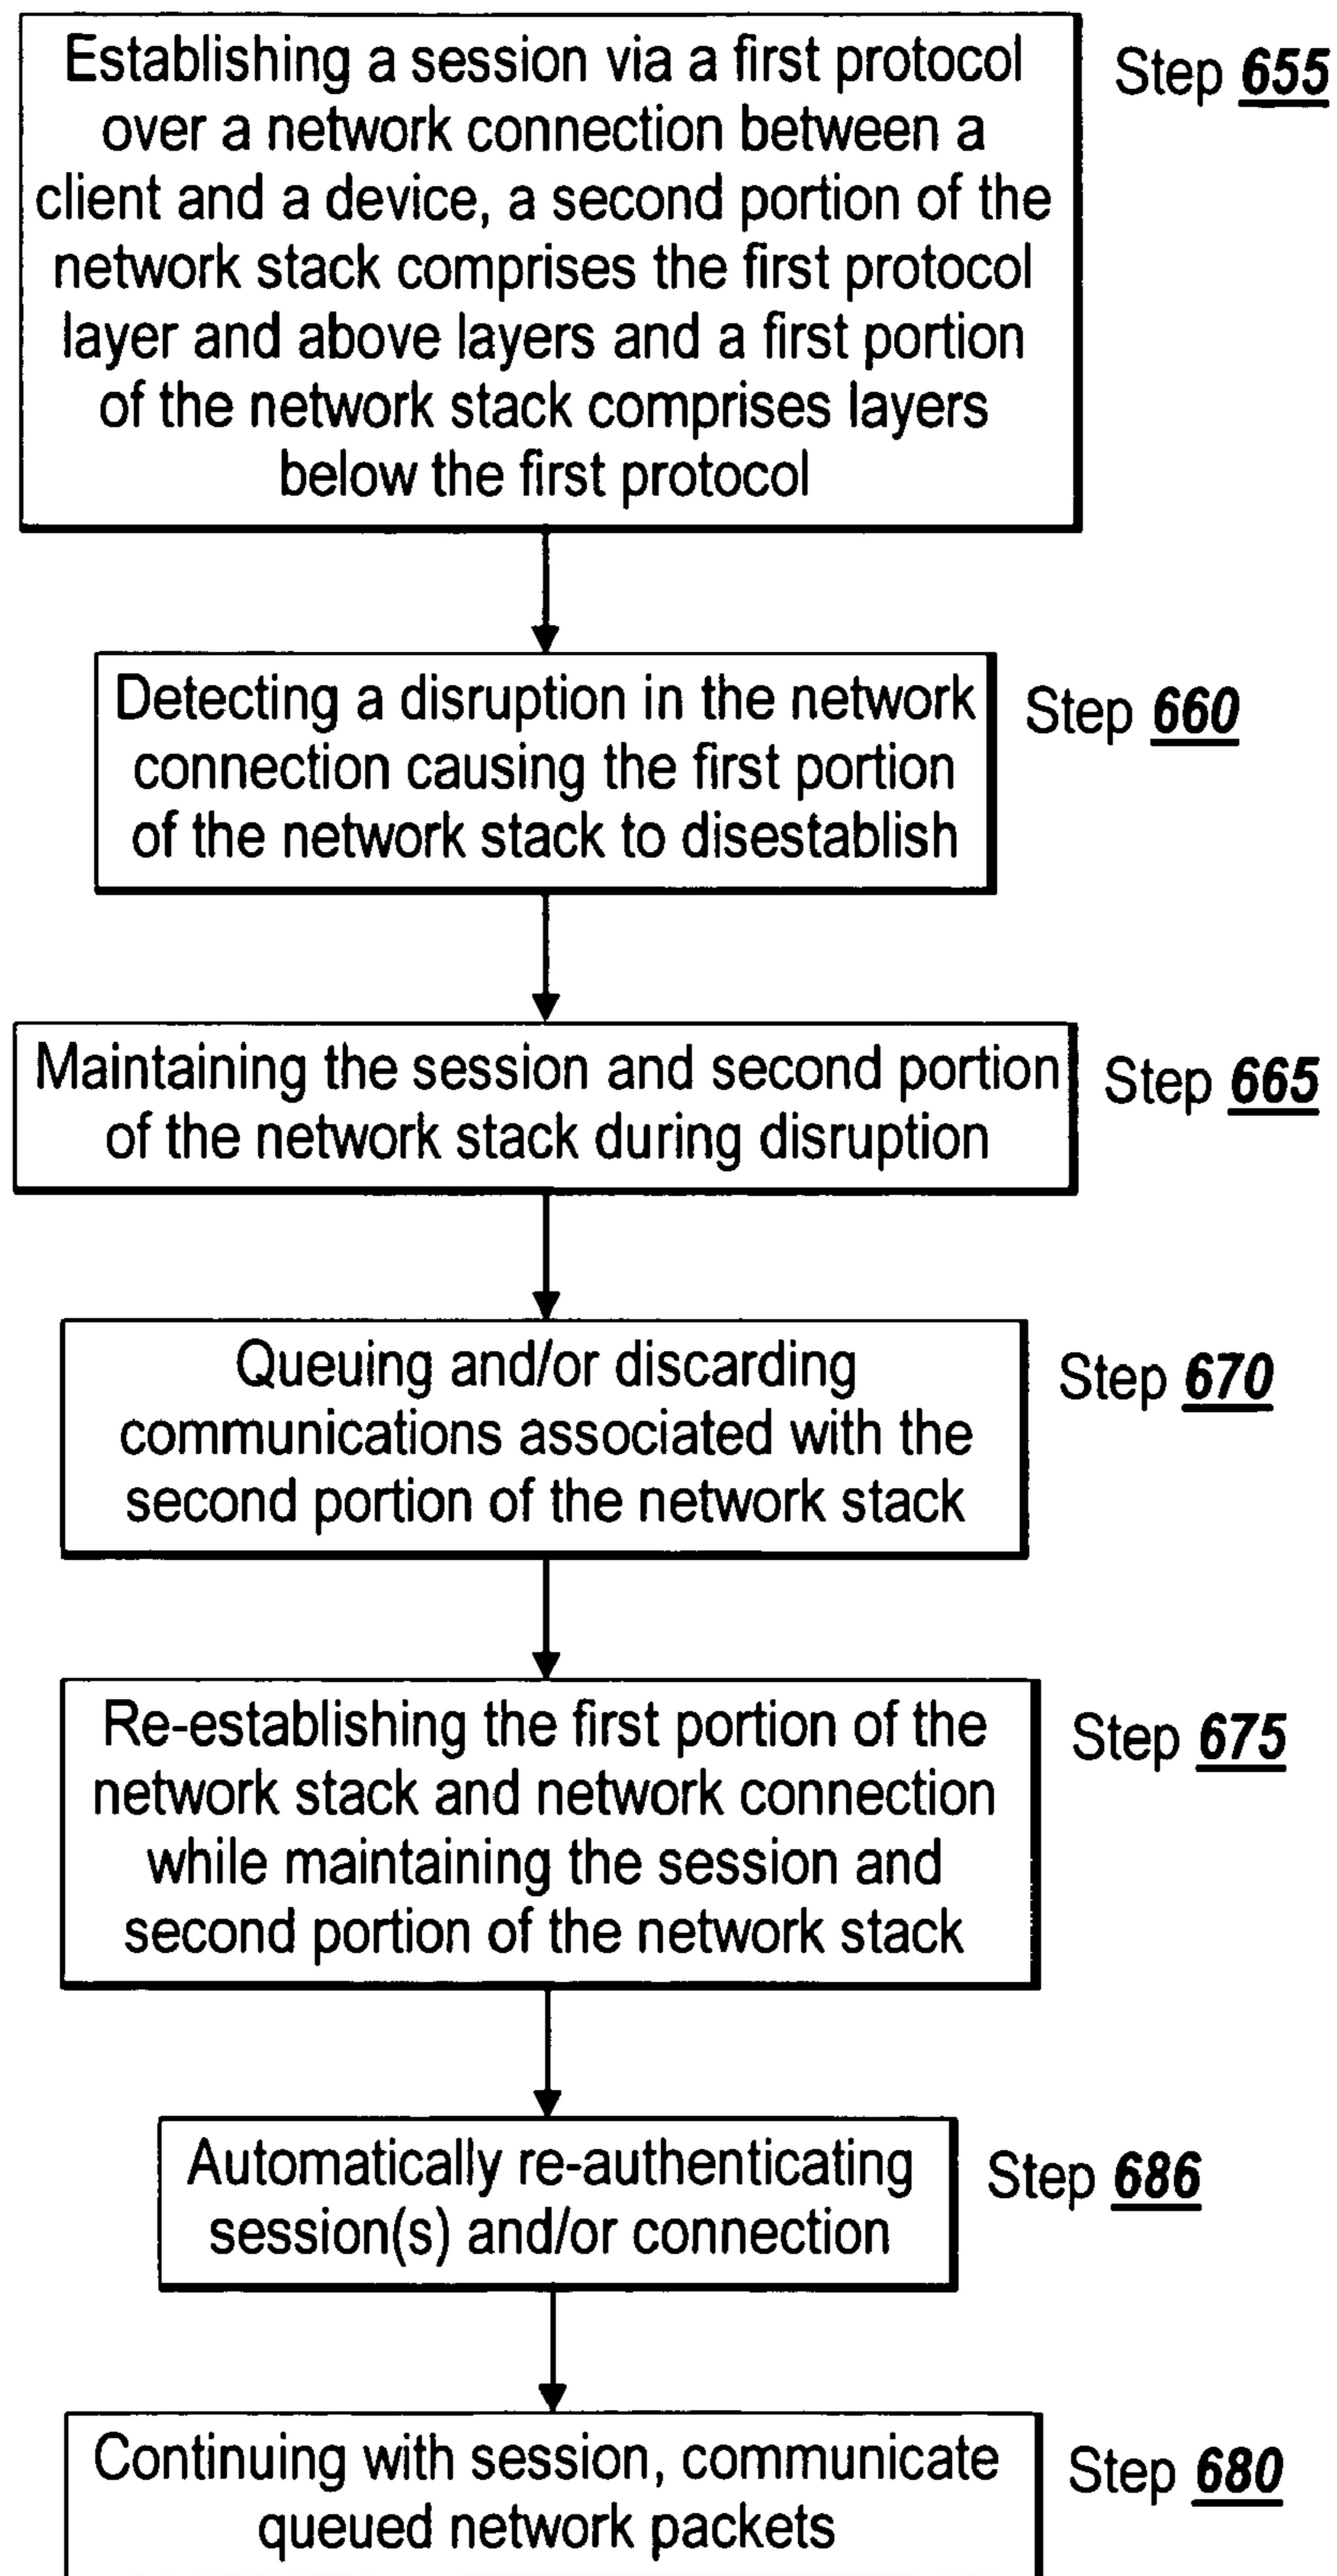 Establishing a session via a first protocol
over a network connection between a
client and a device, a second portion of the
network stack comprises the first protocol
layer and above layers and a first portion
of the network stack comprises layers
below the first protocol
Step 655
Detecting a disruption in the network
connection causing the first portion
of the network stack to disestablish
Step 660
Maintaining the session and second portion
of the network stack during disruption
Step 665
Queuing and/or discarding
communications associated with the
second portion of the network stack
Step 670
Re-establishing the first portion of the
network stack and network connection
while maintaining the session and
second portion of the network stack
Step 675
Automatically re-authenticating
session(s) and/or connection
Step 686
Continuing with session, communicate
queued network packets
Step 680